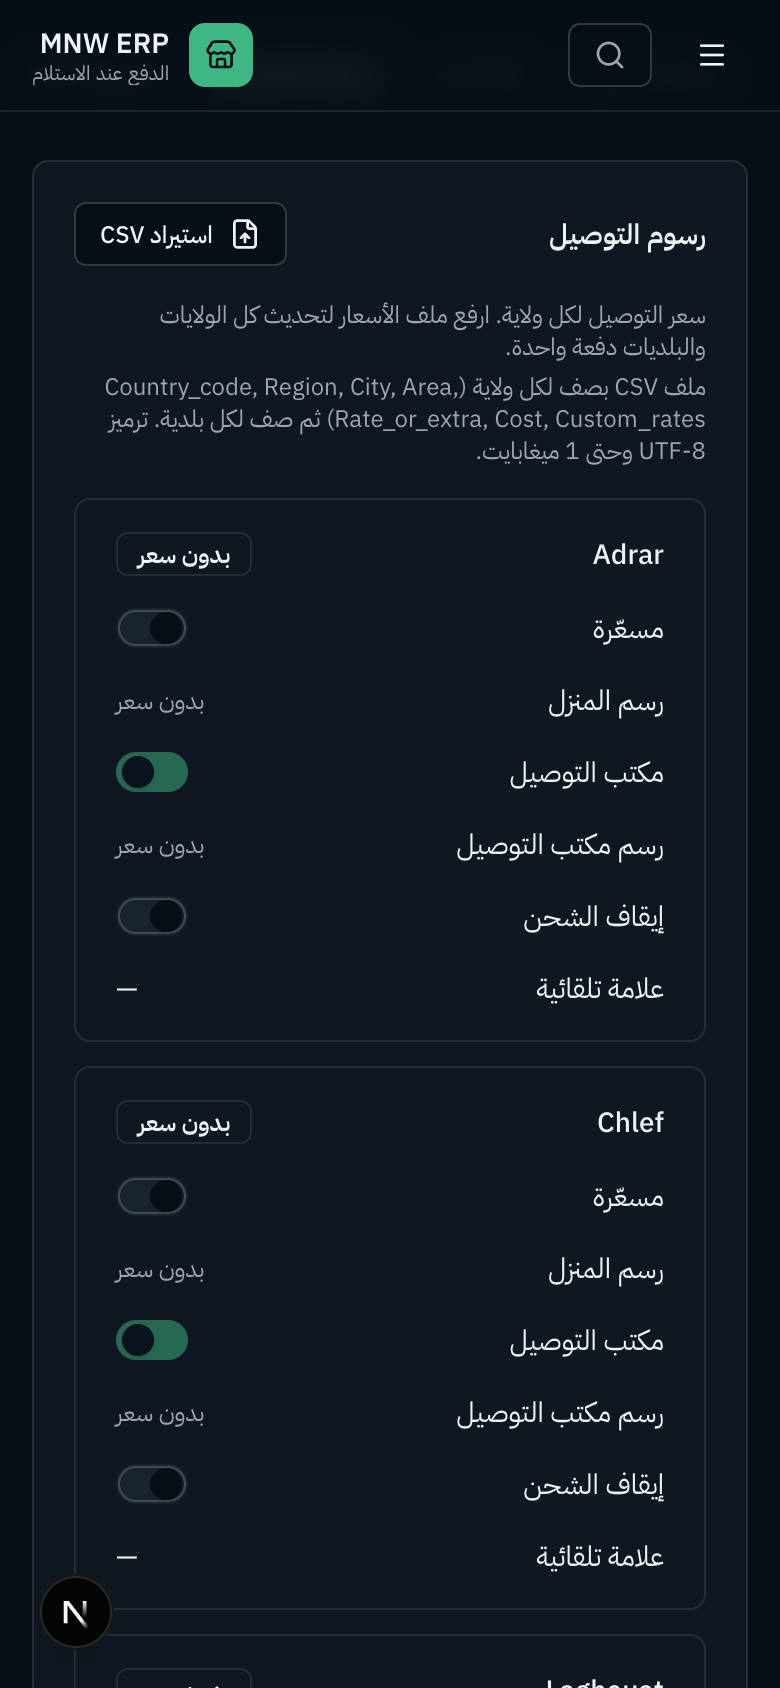 MNW ERP
الدفع عند الاستلام
رسوم التوصيل
استيراد CSV
سعر التوصيل لكل ولاية. ارفع ملف الأسعار لتحديث كل الولايات
والبلديات دفعة واحدة.
ملف CSV بصف لكل ولاية (Country_code, Region, City, Area,
Rate_or_extra, Cost, Custom_rates) ثم صف لكل بلدية. ترميز
UTF-8 وحتى 1 ميغابايت.
Adrar
بدون سعر
مسعّرة
رسم المنزل
بدون سعر
مكتب التوصيل
رسم مكتب التوصيل
بدون سعر
إيقاف الشحن
علامة تلقائية
—
Chlef
بدون سعر
مسعّرة
رسم المنزل
بدون سعر
مكتب التوصيل
رسم مكتب التوصيل
بدون سعر
إيقاف الشحن
علامة تلقائية
—
N